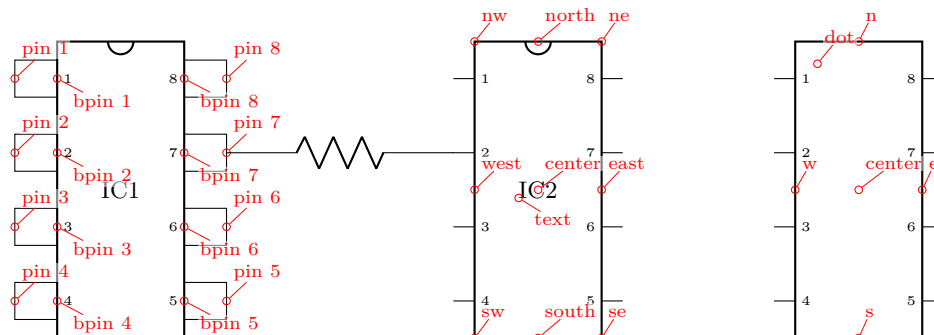 nw north ne n
pin 1 pin 8 dot
1 8 1 8 1 8
bpin 1 bpin 8
pin 2 pin 7
2 7 2 7 2 7
bpin 2 bpin 7 west center east w center
IC1 IC2
pin 3 pin 6 text
3 6 3 6 3 6
bpin 3 bpin 6
pin 4 pin 5
4 5 4 5 4 5
sw south se s
bpin 4 bpin 5